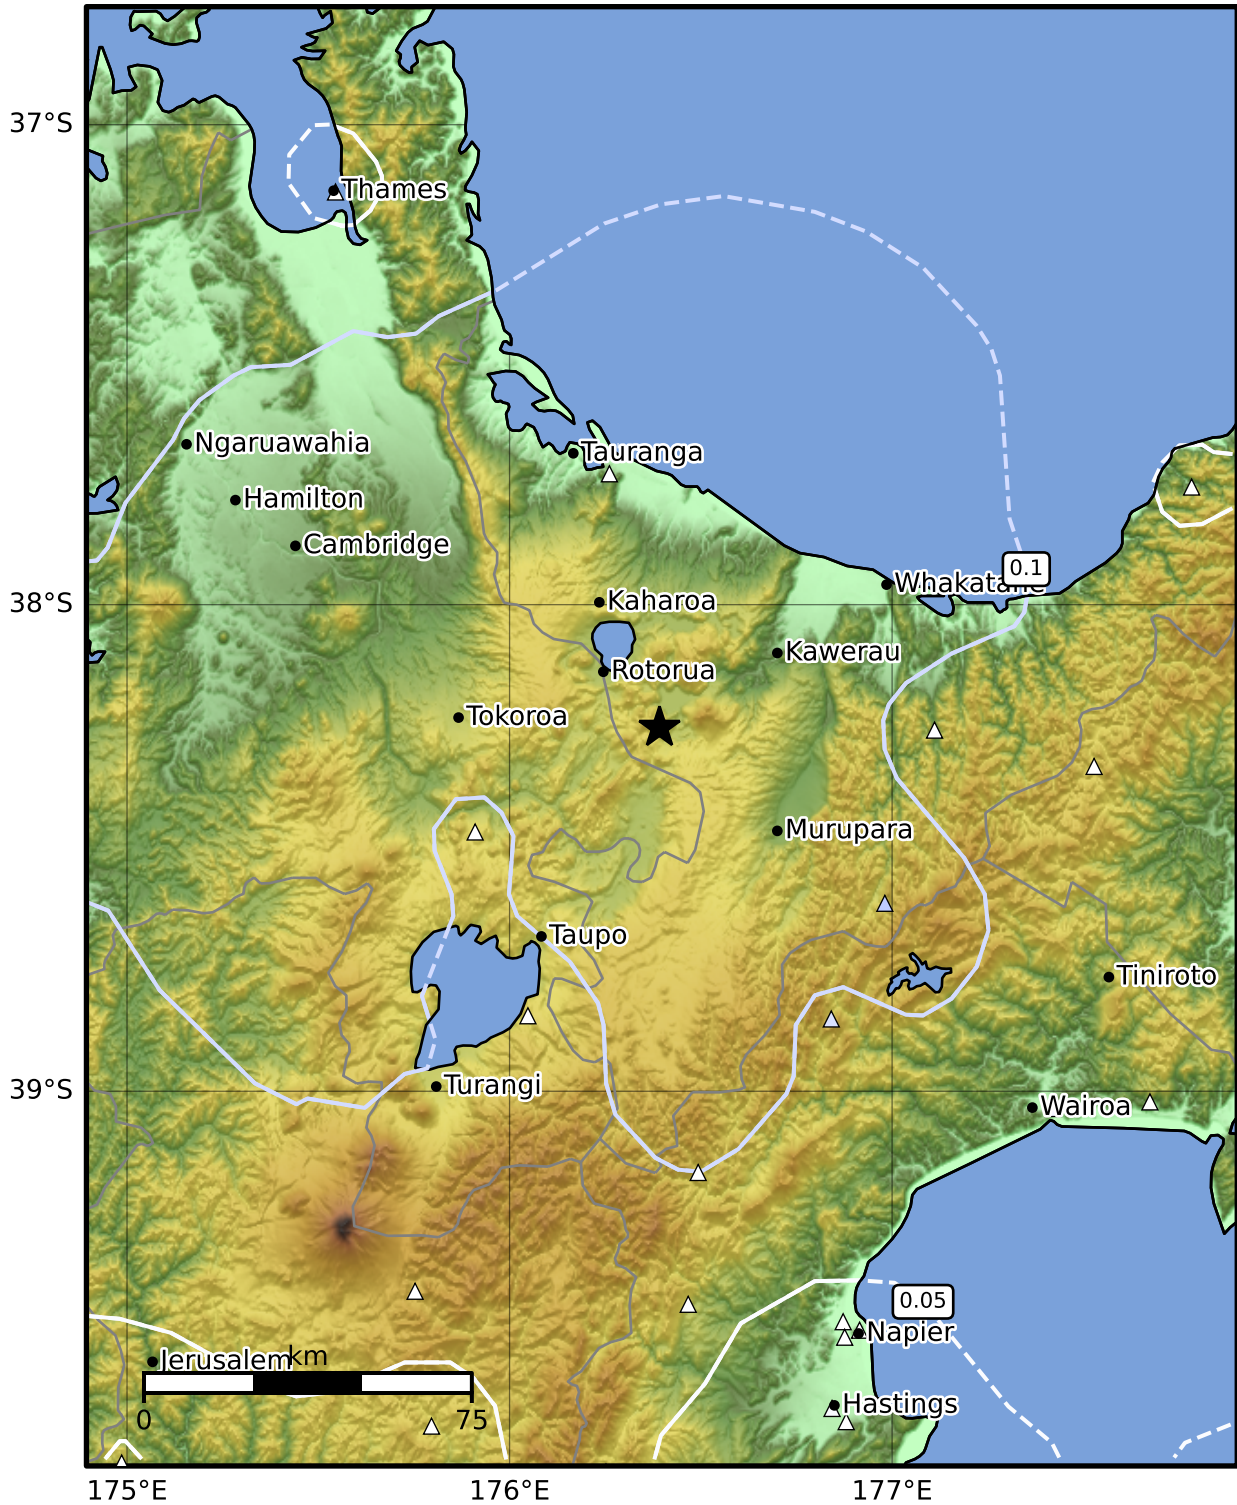 37°S
Thames
Ngaruawahia
Tauranga
Hamilton
Cambridge
0.1
Whakatane
38°S
Kaharoa
Kawerau
Rotorua
Tokoroa
Murupara
Taupo
Tiniroto
39°S
Turangi
Wairoa
0.05
Napier
Jerusalem
km
Hastings
0
75
175°E
176°E
177°E